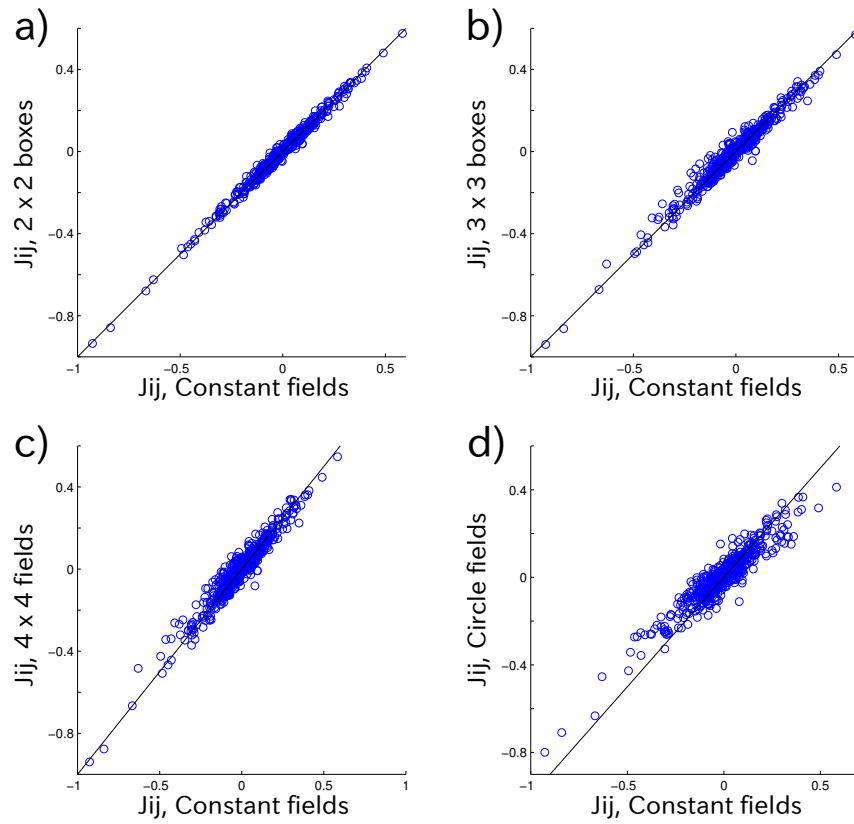 a)
Jij, 2 x 2 boxes
0.4
0
−0.4
−0.8
−1
−0.5
0
0.5
Jij, Constant fields
b)
Jij, 3 x 3 boxes
0.4
0
−0.4
−0.8
−1
−0.5
0
0.5
Jij, Constant fields
c)
Jij, 4 x 4 fields
0.4
0
−0.4
−0.8
−1
−0.5
0
0.5
1
Jij, Constant fields
d)
Jij, Circle fields
0.4
0
−0.4
−0.8
−1
−0.5
0
0.5
Jij, Constant fields